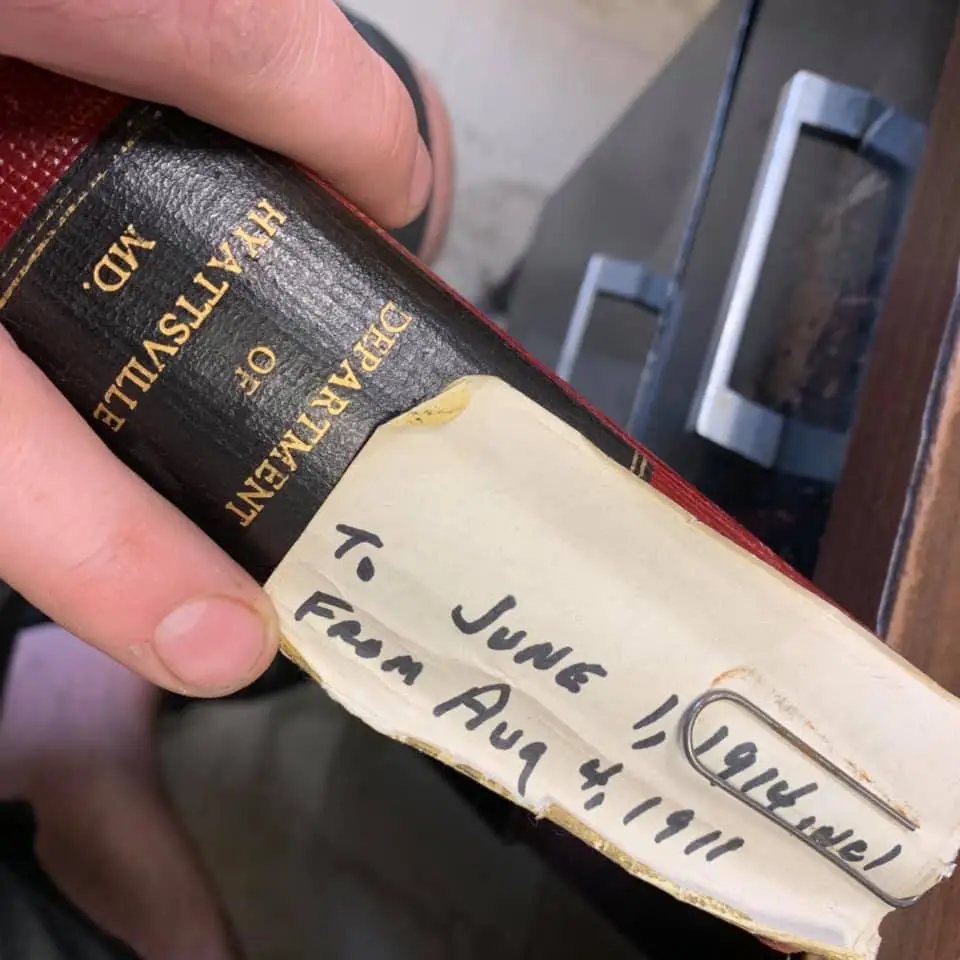 DEPARTMENT
OF
HYATTSVILLE
MD.
To JUNE 1, 1914, incl
FROM Aug 4, 1911